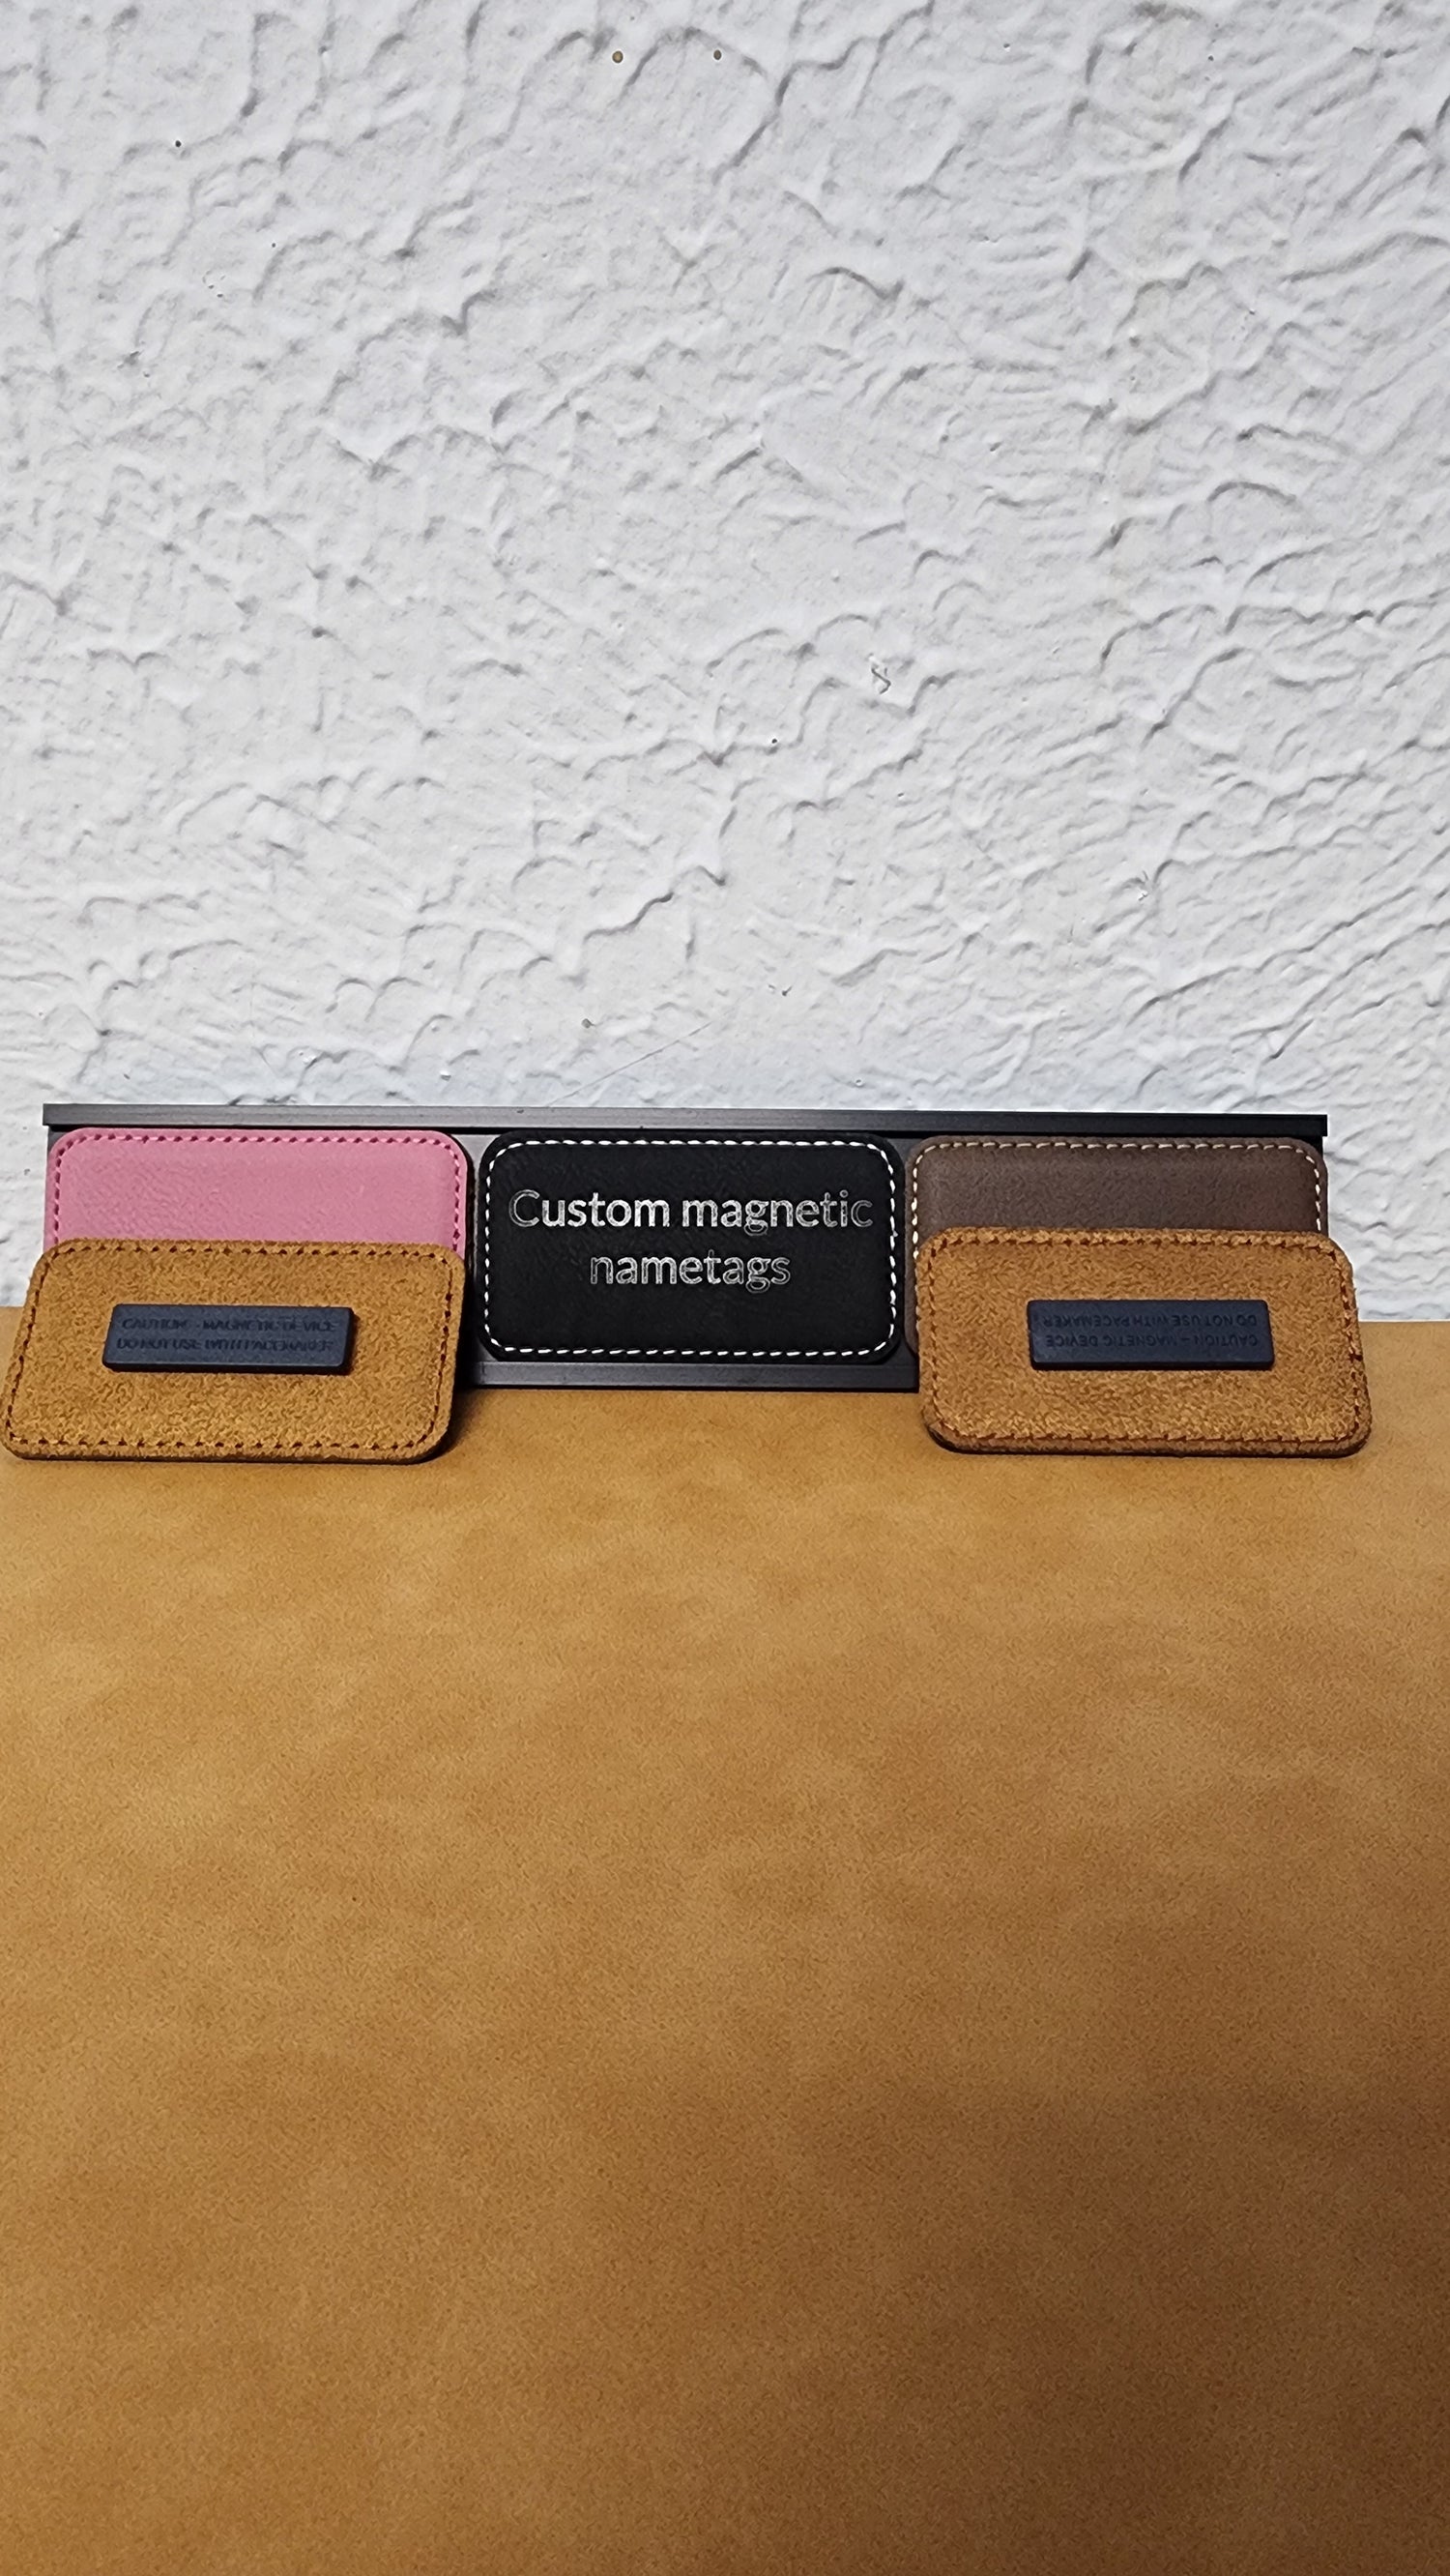 Custom magnetic
nametags
CAUTION - MAGNETIC DEVICE
DO NOT USE WITH PACEMAKER
CAUTION - MAGNETIC DEVICE
DO NOT USE WITH PACEMAKER